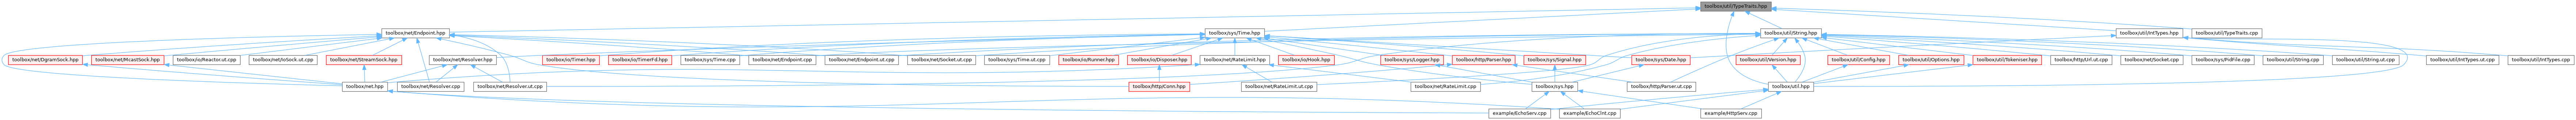 toolbox/util/TypeTraits.hpp
toolbox/net/Endpoint.hpp
toolbox/sys/Time.hpp
toolbox/util/String.hpp
toolbox/util/IntTypes.hpp
toolbox/util/TypeTraits.cpp
toolbox/net/DgramSock.hpp
toolbox/net/McastSock.hpp
toolbox/io/Reactor.ut.cpp
toolbox/net/IoSock.ut.cpp
toolbox/net/StreamSock.hpp
toolbox/net/Resolver.hpp
toolbox/io/Timer.hpp
toolbox/io/TimerFd.hpp
toolbox/sys/Time.cpp
toolbox/net/Endpoint.cpp
toolbox/net/Endpoint.ut.cpp
toolbox/net/Socket.ut.cpp
toolbox/sys/Time.ut.cpp
toolbox/io/Runner.hpp
toolbox/io/Disposer.hpp
toolbox/net/RateLimit.hpp
toolbox/io/Hook.hpp
toolbox/sys/Logger.hpp
toolbox/http/Parser.hpp
toolbox/sys/Signal.hpp
toolbox/sys/Date.hpp
toolbox/util/Version.hpp
toolbox/util/Config.hpp
toolbox/util/Options.hpp
toolbox/util/Tokeniser.hpp
toolbox/http/Url.ut.cpp
toolbox/net/Socket.cpp
toolbox/sys/PidFile.cpp
toolbox/util/String.cpp
toolbox/util/String.ut.cpp
toolbox/util/IntTypes.ut.cpp
toolbox/util/IntTypes.cpp
toolbox/net.hpp
toolbox/net/Resolver.cpp
toolbox/net/Resolver.ut.cpp
toolbox/http/Conn.hpp
toolbox/net/RateLimit.ut.cpp
toolbox/net/RateLimit.cpp
toolbox/sys.hpp
toolbox/http/Parser.ut.cpp
toolbox/util.hpp
example/EchoServ.cpp
example/EchoClnt.cpp
example/HttpServ.cpp